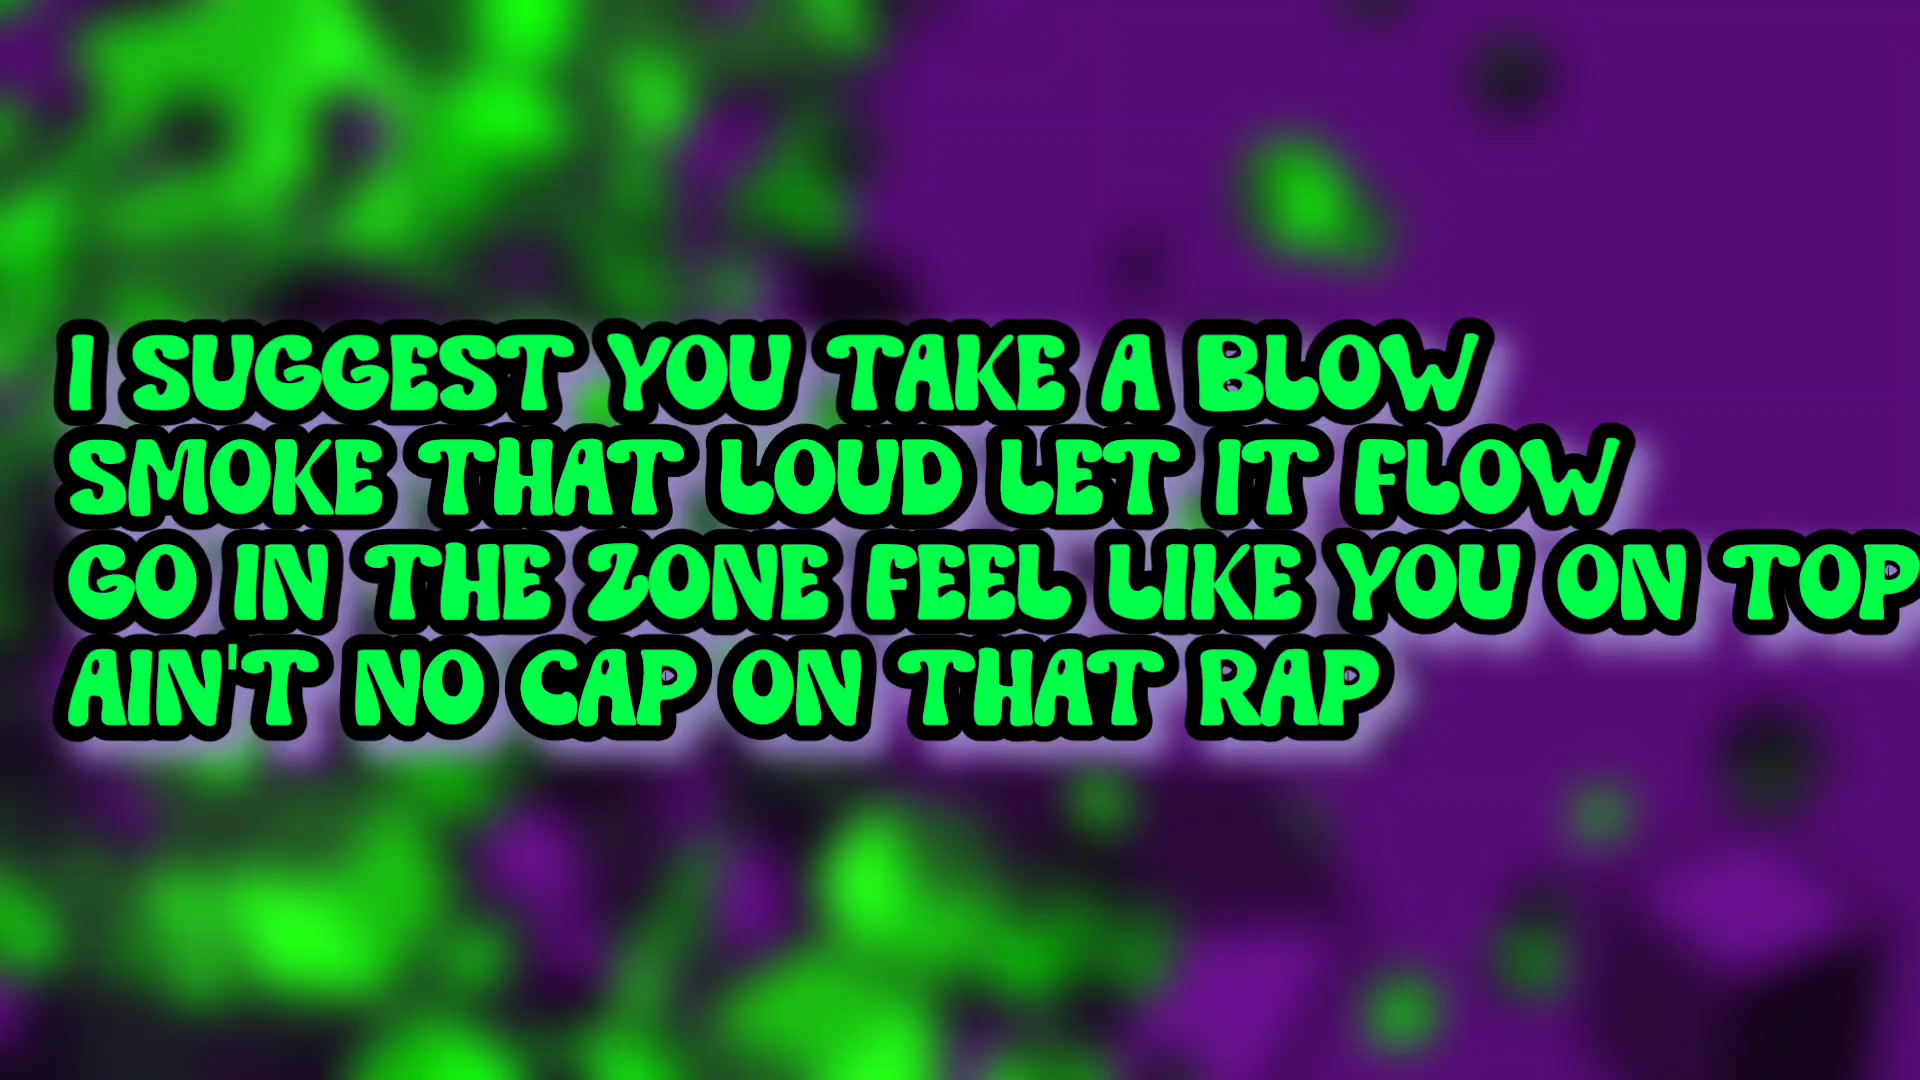 I SUGGEST YOU TAKE A BLOW
SMOKE THAT LOUD LET IT FLOW
GO IN THE ZONE FEEL LIKE YOU ON TOP
AIN'T NO CAP ON THAT RAP